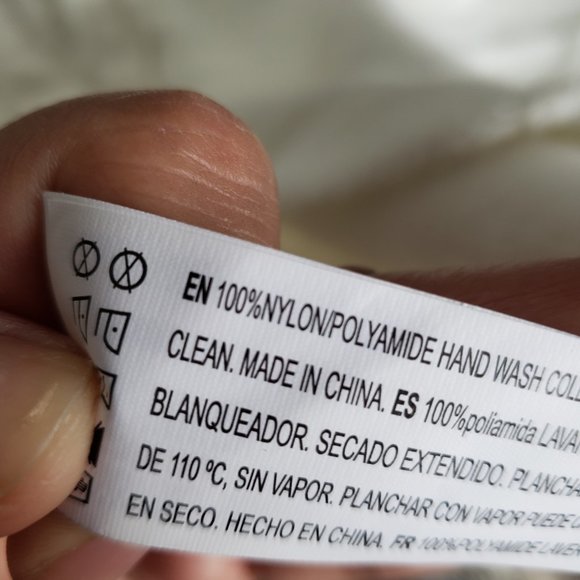 EN 100%NYLON/POLYAMIDE HAND WASH COLD
CLEAN. MADE IN CHINA. ES 100%poliamida
BLANQUEADOR. SECADO EXTENDIDO.
DE 110 ºC, SIN VAPOR. PLANCHAR CON VAPOR PUEDE
EN SECO. HECHO EN CHINA. FR 100%POLYAMIDE